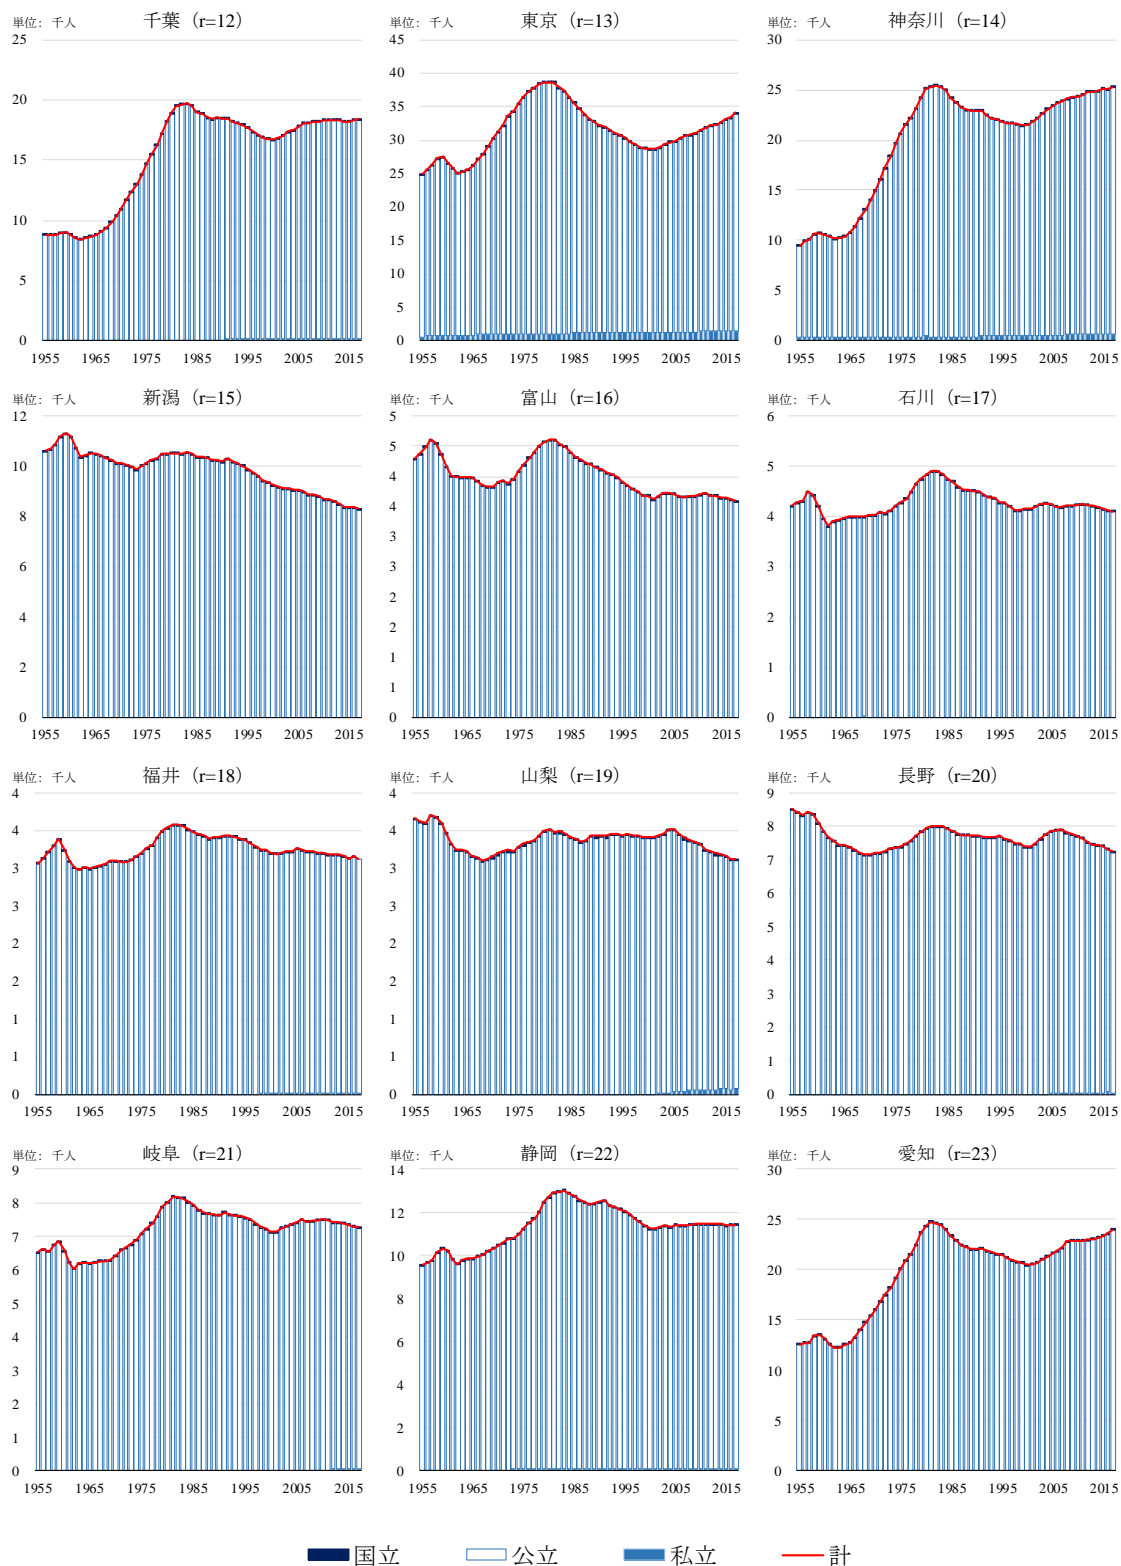 単位：千人 千葉（r=12） 単位：千人 東京（r=13） 単位：千人 神奈川（r=14）
25 45 30
40
20 35 25
30
15 20
25
20 15
10
15
10
5 10
5
5
0 0 0
1955 1965 1975 1985 1995 2005 2015 1955 1965 1975 1985 1995 2005 2015 1955 1965 1975 1985 1995 2005 2015
単位：千人 新潟（r=15） 単位：千人 富山（r=16） 単位：千人 石川（r=17）
12 5 6
5
10 5
4
8 4 4
3
6 3 3
2
4 2 2
1
2 1 1
0 0 0
1955 1965 1975 1985 1995 2005 2015 1955 1965 1975 1985 1995 2005 2015 1955 1965 1975 1985 1995 2005 2015
単位：千人 福井（r=18） 単位：千人 山梨（r=19） 単位：千人 長野（r=20）
4 4 9
4 4 8
7
3 3
6
3 3
5
2 2
4
2 2 3
1 1 2
1 1 1
0 0 0
1955 1965 1975 1985 1995 2005 2015 1955 1965 1975 1985 1995 2005 2015 1955 1965 1975 1985 1995 2005 2015
単位：千人 岐阜（r=21） 単位：千人 静岡（r=22） 単位：千人 愛知（r=23）
9 14 30
8 12
25
7
10
6 20
5 8
15
4 6
3 10
4
2
5
1 2
0 0 0
1955 1965 1975 1985 1995 2005 2015 1955 1965 1975 1985 1995 2005 2015 1955 1965 1975 1985 1995 2005 2015
国立 公立 私立 計